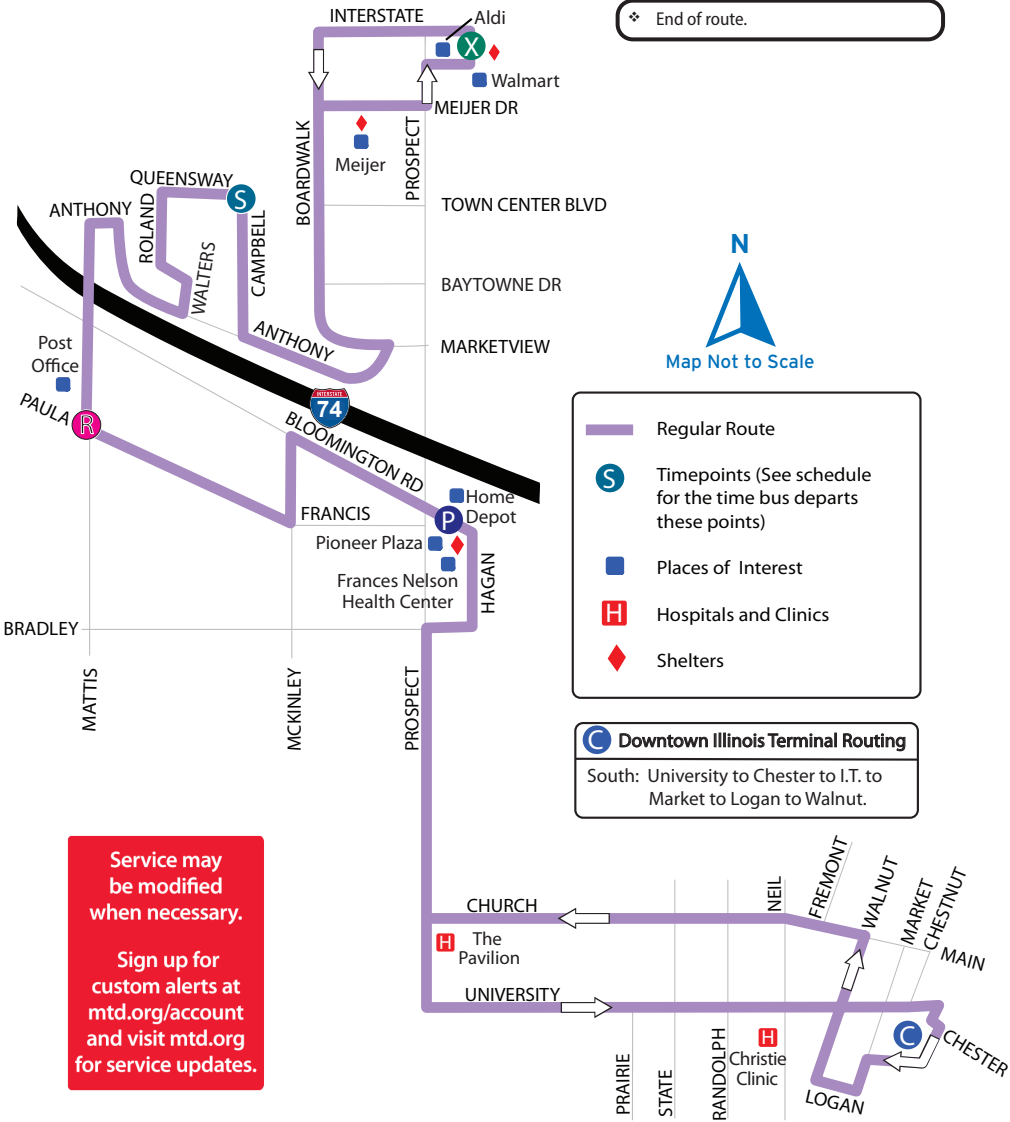 ❖ End of route.
INTERSTATE
Aldi
X
Walmart
MEIJER DR
BOARDWALK
PROSPECT
Meijer
QUEENSWAY
S
ANTHONY
ROLAND
WALTERS
CAMPBELL
TOWN CENTER BLVD
BAYTOWNE DR
MARKETVIEW
ANTHONY
N
Map Not to Scale
Post
Office
PAULA
R
INTERSTATE
74
BLOOMINGTON RD
Home
Depot
P
FRANCIS
Pioneer Plaza
Frances Nelson
Health Center
HAGAN
BRADLEY
MATTIS
MCKINLEY
PROSPECT
Regular Route
S
Timepoints (See schedule
for the time bus departs
these points)
Places of Interest
H
Hospitals and Clinics
Shelters
C Downtown Illinois Terminal Routing
South: University to Chester to I.T. to
Market to Logan to Walnut.
Service may
be modified
when necessary.
Sign up for
custom alerts at
mtd.org/account
and visit mtd.org
for service updates.
CHURCH
NEIL
FREMONT
WALNUT
MARKET
CHESTNUT
MAIN
H
The
Pavilion
UNIVERSITY
PRAIRIE
STATE
RANDOLPH
H
Christie
Clinic
C
CHESTER
LOGAN